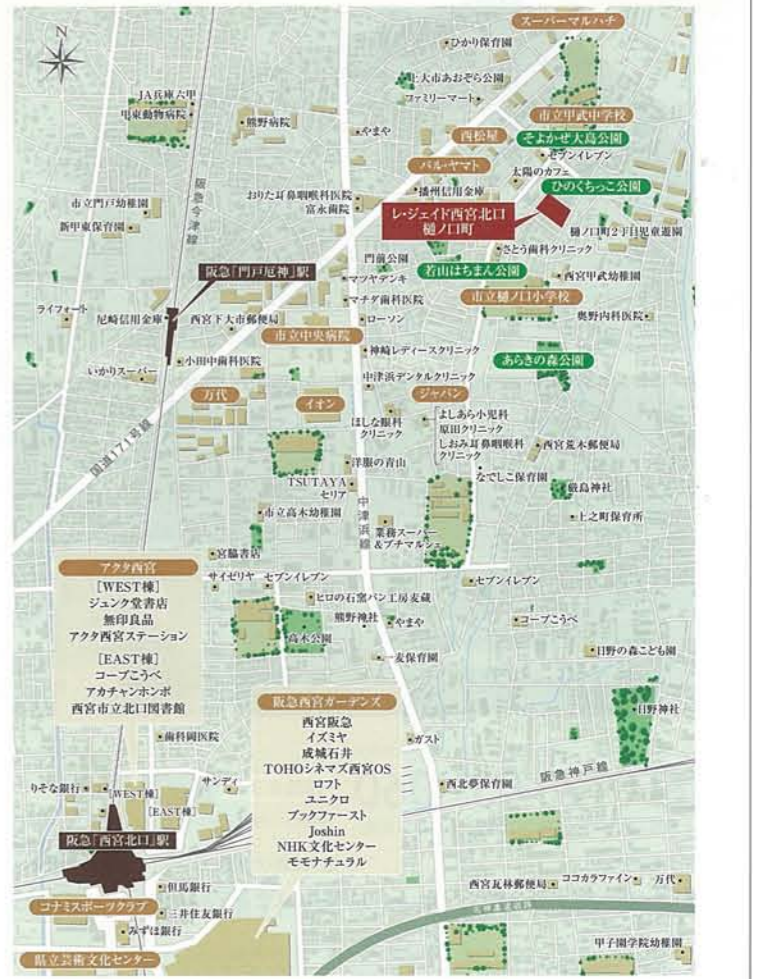 N
スーパーマルハチ
ひかり保育園
上大市あおぞら公園
ファミリーマート
JA兵庫六甲
甲東動物病院
熊野病院
やまや
市立甲武中学校
西松屋
そよかぜ大島公園
セブンイレブン
パル・ヤマト
太陽のカフェ
播州信用金庫
ひのくちっこ公園
阪急今津線
おりた耳鼻咽喉科医院
富永歯院
市立門戸幼稚園
新甲東保育園
レ・ジェイド西宮北口
樋ノ口町
樋ノ口町2丁目児童遊園
さとう歯科クリニック
門前公園
阪急「門戸厄神」駅
マツヤデンキ
若山はちまん公園
西宮甲武幼稚園
市立樋ノ口小学校
マチダ歯科医院
ライフォート
尼崎信用金庫
西宮下大市郵便局
ローソン
奥野内科医院
市立中央病院
神崎レディースクリニック
小田中歯科医院
あらきの森公園
いかりスーパー
中津浜デンタルクリニック
万代
イオン
ジャパン
ほしな眼科
クリニック
よしあら小児科
原田クリニック
しおみ耳鼻咽喉科
クリニック
西宮荒木郵便局
国道171号線
洋服の青山
なでしこ保育園
TSUTAYA
セリア
厳島神社
中津浜線
市立高木幼稚園
上之町保育所
業務スーパー
&プチマルシェ
宮脇書店
アクタ西宮
[WEST棟]
ジュンク堂書店
無印良品
アクタ西宮ステーション
[EAST棟]
コープこうべ
アカチャンホンポ
西宮市立北口図書館
サイゼリヤ
セブンイレブン
セブンイレブン
ヒロの石窯パン工房麦蔵
熊野神社
やまや
コープこうべ
高木公園
一麦保育園
日野の森こども園
阪急西宮ガーデンズ
西宮阪急
イズミヤ
成城石井
TOHOシネマズ西宮OS
ロフト
ユニクロ
ブックファースト
Joshin
NHK文化センター
モモナチュラル
日野神社
歯科岡医院
ガスト
阪急神戸線
りそな銀行
[WEST棟]
サンディ
西北夢保育園
[EAST棟]
阪急「西宮北口」駅
但馬銀行
西宮瓦林郵便局
ココカラファイン
万代
コナミスポーツクラブ
三井住友銀行
みずほ銀行
甲子園学院幼稚園
県立芸術文化センター